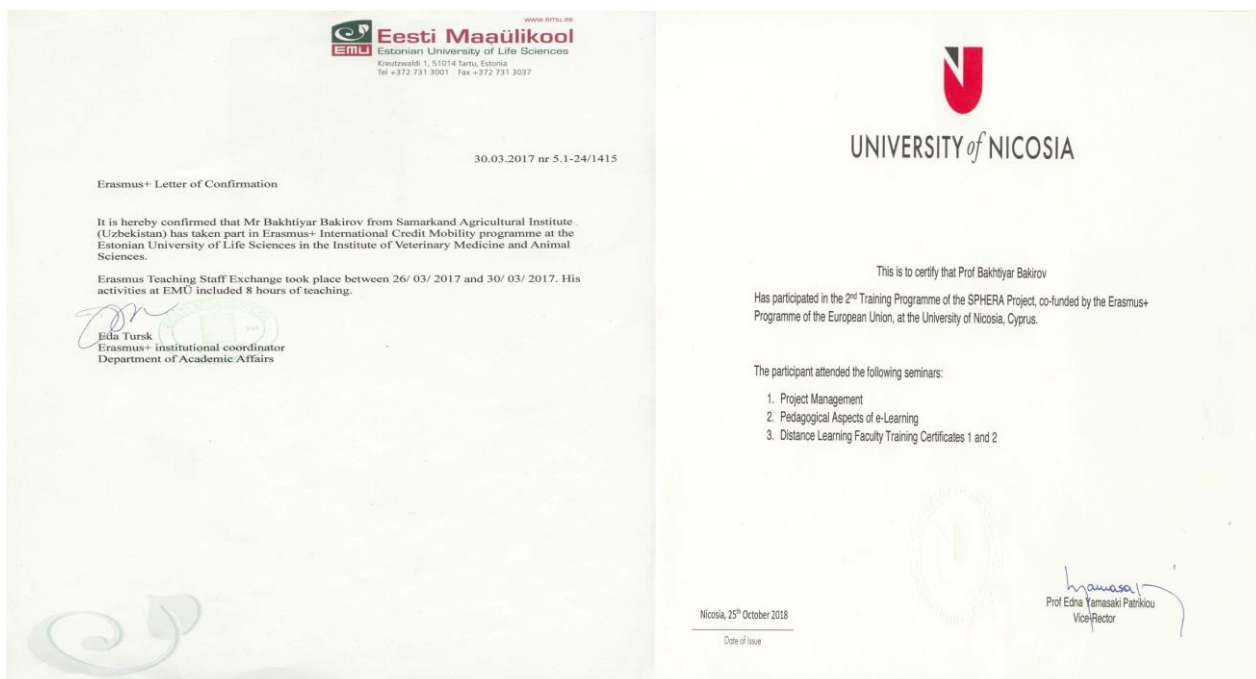 www.emu.ee
Eesti Maaülikool
EMU Estonian University of Life Sciences
Kreutzwaldi 1, 51014 Tartu, Estonia
Tel +372 731 3001 Fax +372 731 3037
30.03.2017 nr 5.1-24/1415
Erasmus+ Letter of Confirmation
It is hereby confirmed that Mr Bakhtiyar Bakirov from Samarkand Agricultural Institute
(Uzbekistan) has taken part in Erasmus+ International Credit Mobility programme at the
Estonian University of Life Sciences in the Institute of Veterinary Medicine and Animal
Sciences.
Erasmus Teaching Staff Exchange took place between 26/ 03/ 2017 and 30/ 03/ 2017. His
activities at EMÜ included 8 hours of teaching.
Eda Tursk
Erasmus+ institutional coordinator
Department of Academic Affairs
UNIVERSITY of NICOSIA
This is to certify that Prof Bakhtiyar Bakirov
Has participated in the 2nd Training Programme of the SPHERA Project, co-funded by the Erasmus+
Programme of the European Union, at the University of Nicosia, Cyprus.
The participant attended the following seminars:
1. Project Management
2. Pedagogical Aspects of e-Learning
3. Distance Learning Faculty Training Certificates 1 and 2
Prof Edna Yamasaki Patrikiou
Vice-Rector
Nicosia, 25th October 2018
Date of Issue